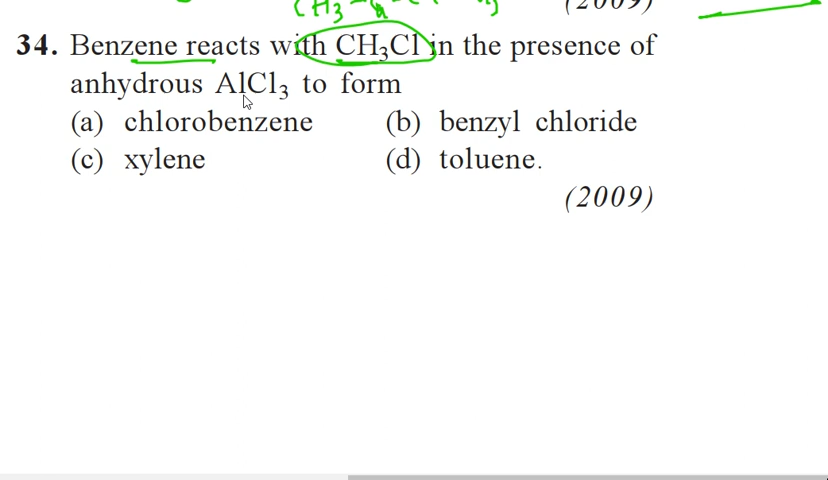 34. Benzene reacts with CH₃Cl in the presence of
anhydrous AlCl₃ to form
(a) chlorobenzene (b) benzyl chloride
(c) xylene (d) toluene.
(2009)